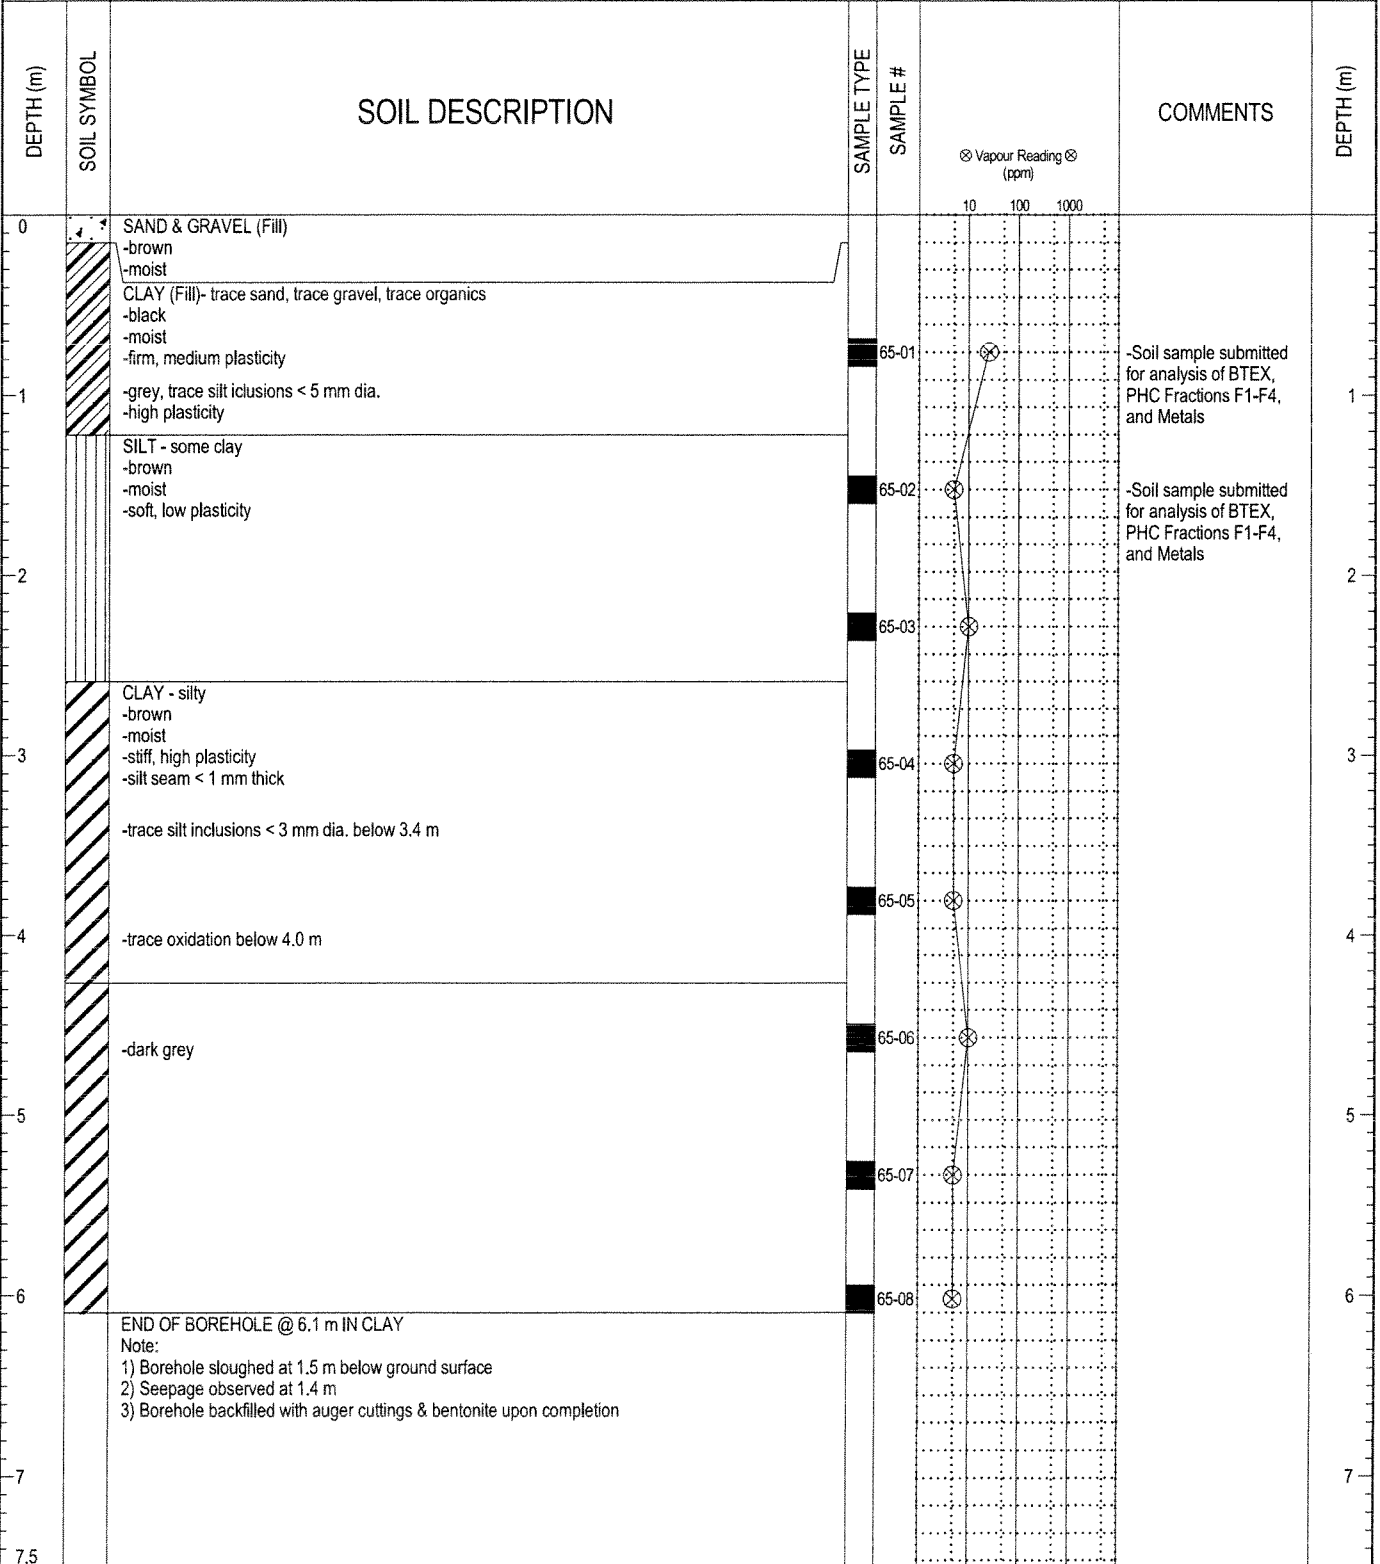 DEPTH (m)
SOIL SYMBOL
SOIL DESCRIPTION
SAMPLE TYPE
SAMPLE #
⊗ Vapour Reading ⊗
(ppm)
10 100 1000
COMMENTS
DEPTH (m)
0
SAND & GRAVEL (Fill)
-brown
-moist
CLAY (Fill)- trace sand, trace gravel, trace organics
-black
-moist
-firm, medium plasticity
65-01
-Soil sample submitted
for analysis of BTEX,
PHC Fractions F1-F4,
and Metals
1
-grey, trace silt iclusions < 5 mm dia.
-high plasticity
1
SILT - some clay
-brown
-moist
-soft, low plasticity
65-02
-Soil sample submitted
for analysis of BTEX,
PHC Fractions F1-F4,
and Metals
2
2
65-03
CLAY - silty
-brown
-moist
-stiff, high plasticity
-silt seam < 1 mm thick
3
65-04
3
-trace silt inclusions < 3 mm dia. below 3.4 m
65-05
4
-trace oxidation below 4.0 m
4
65-06
-dark grey
5
5
65-07
6
65-08
6
END OF BOREHOLE @ 6.1 m IN CLAY
Note:
1) Borehole sloughed at 1.5 m below ground surface
2) Seepage observed at 1.4 m
3) Borehole backfilled with auger cuttings & bentonite upon completion
7
7
7.5